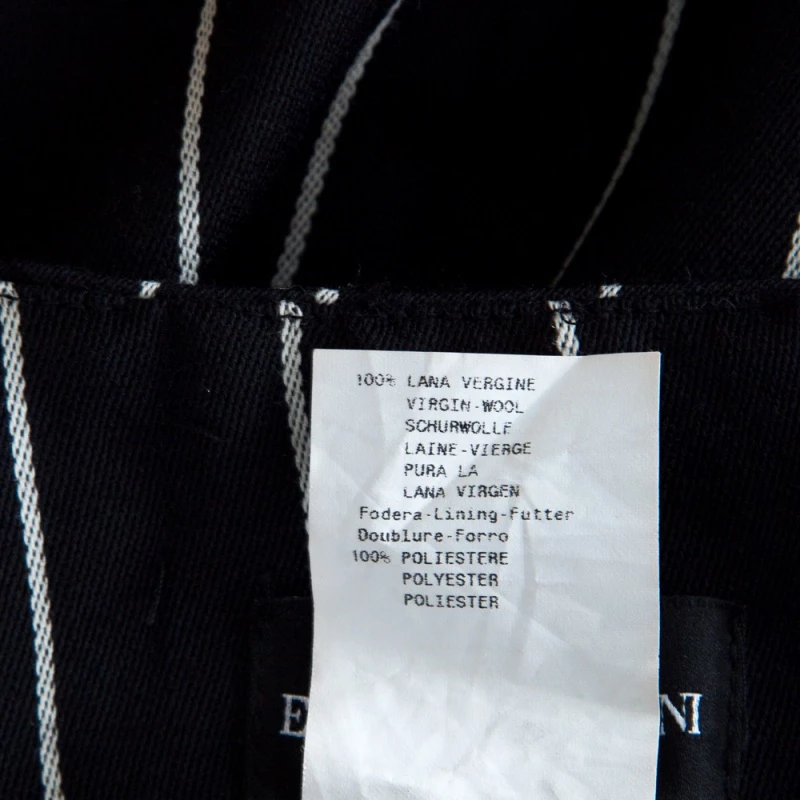 100% LANA VERGINE
VIRGIN-WOOL
SCHURWOLLE
LAINE-VIERGE
PURA LA
LANA VIRGEN
Fodera-Lining-Futter
Doublure-Forro
100% POLIESTERE
POLYESTER
POLIESTER